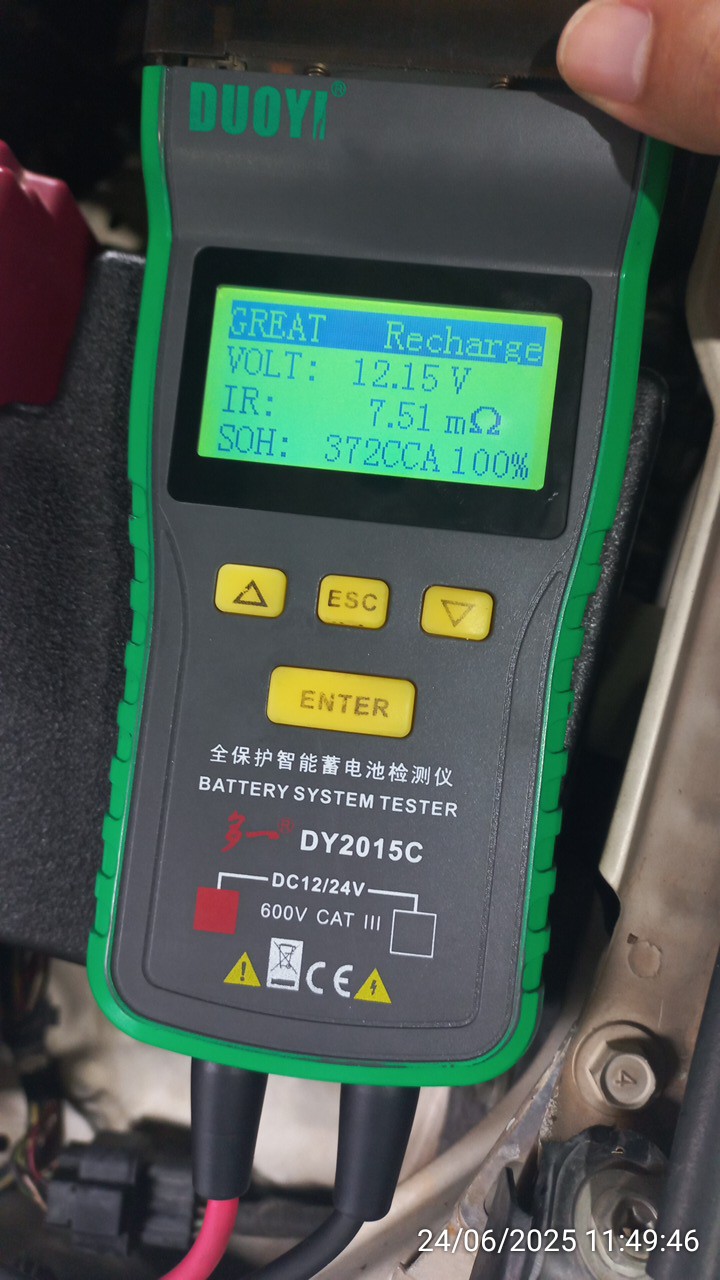 DUOYI®
GREAT Recharge
VOLT: 12.15 V
IR: 7.51 mΩ
SOH: 372CCA 100%
ESC
ENTER
全保护智能蓄电池检测仪
BATTERY SYSTEM TESTER
多一® DY2015C
DC12/24V
600V CAT III
CE
4
24/06/2025 11:49:46